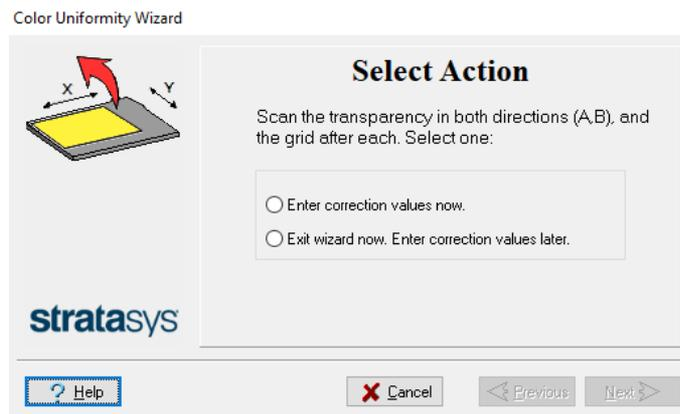 Color Uniformity Wizard
X
Y
Select Action
Scan the transparency in both directions (A,B), and
the grid after each. Select one:
Enter correction values now.
Exit wizard now. Enter correction values later.
stratasys
? Help
Cancel
Previous
Next